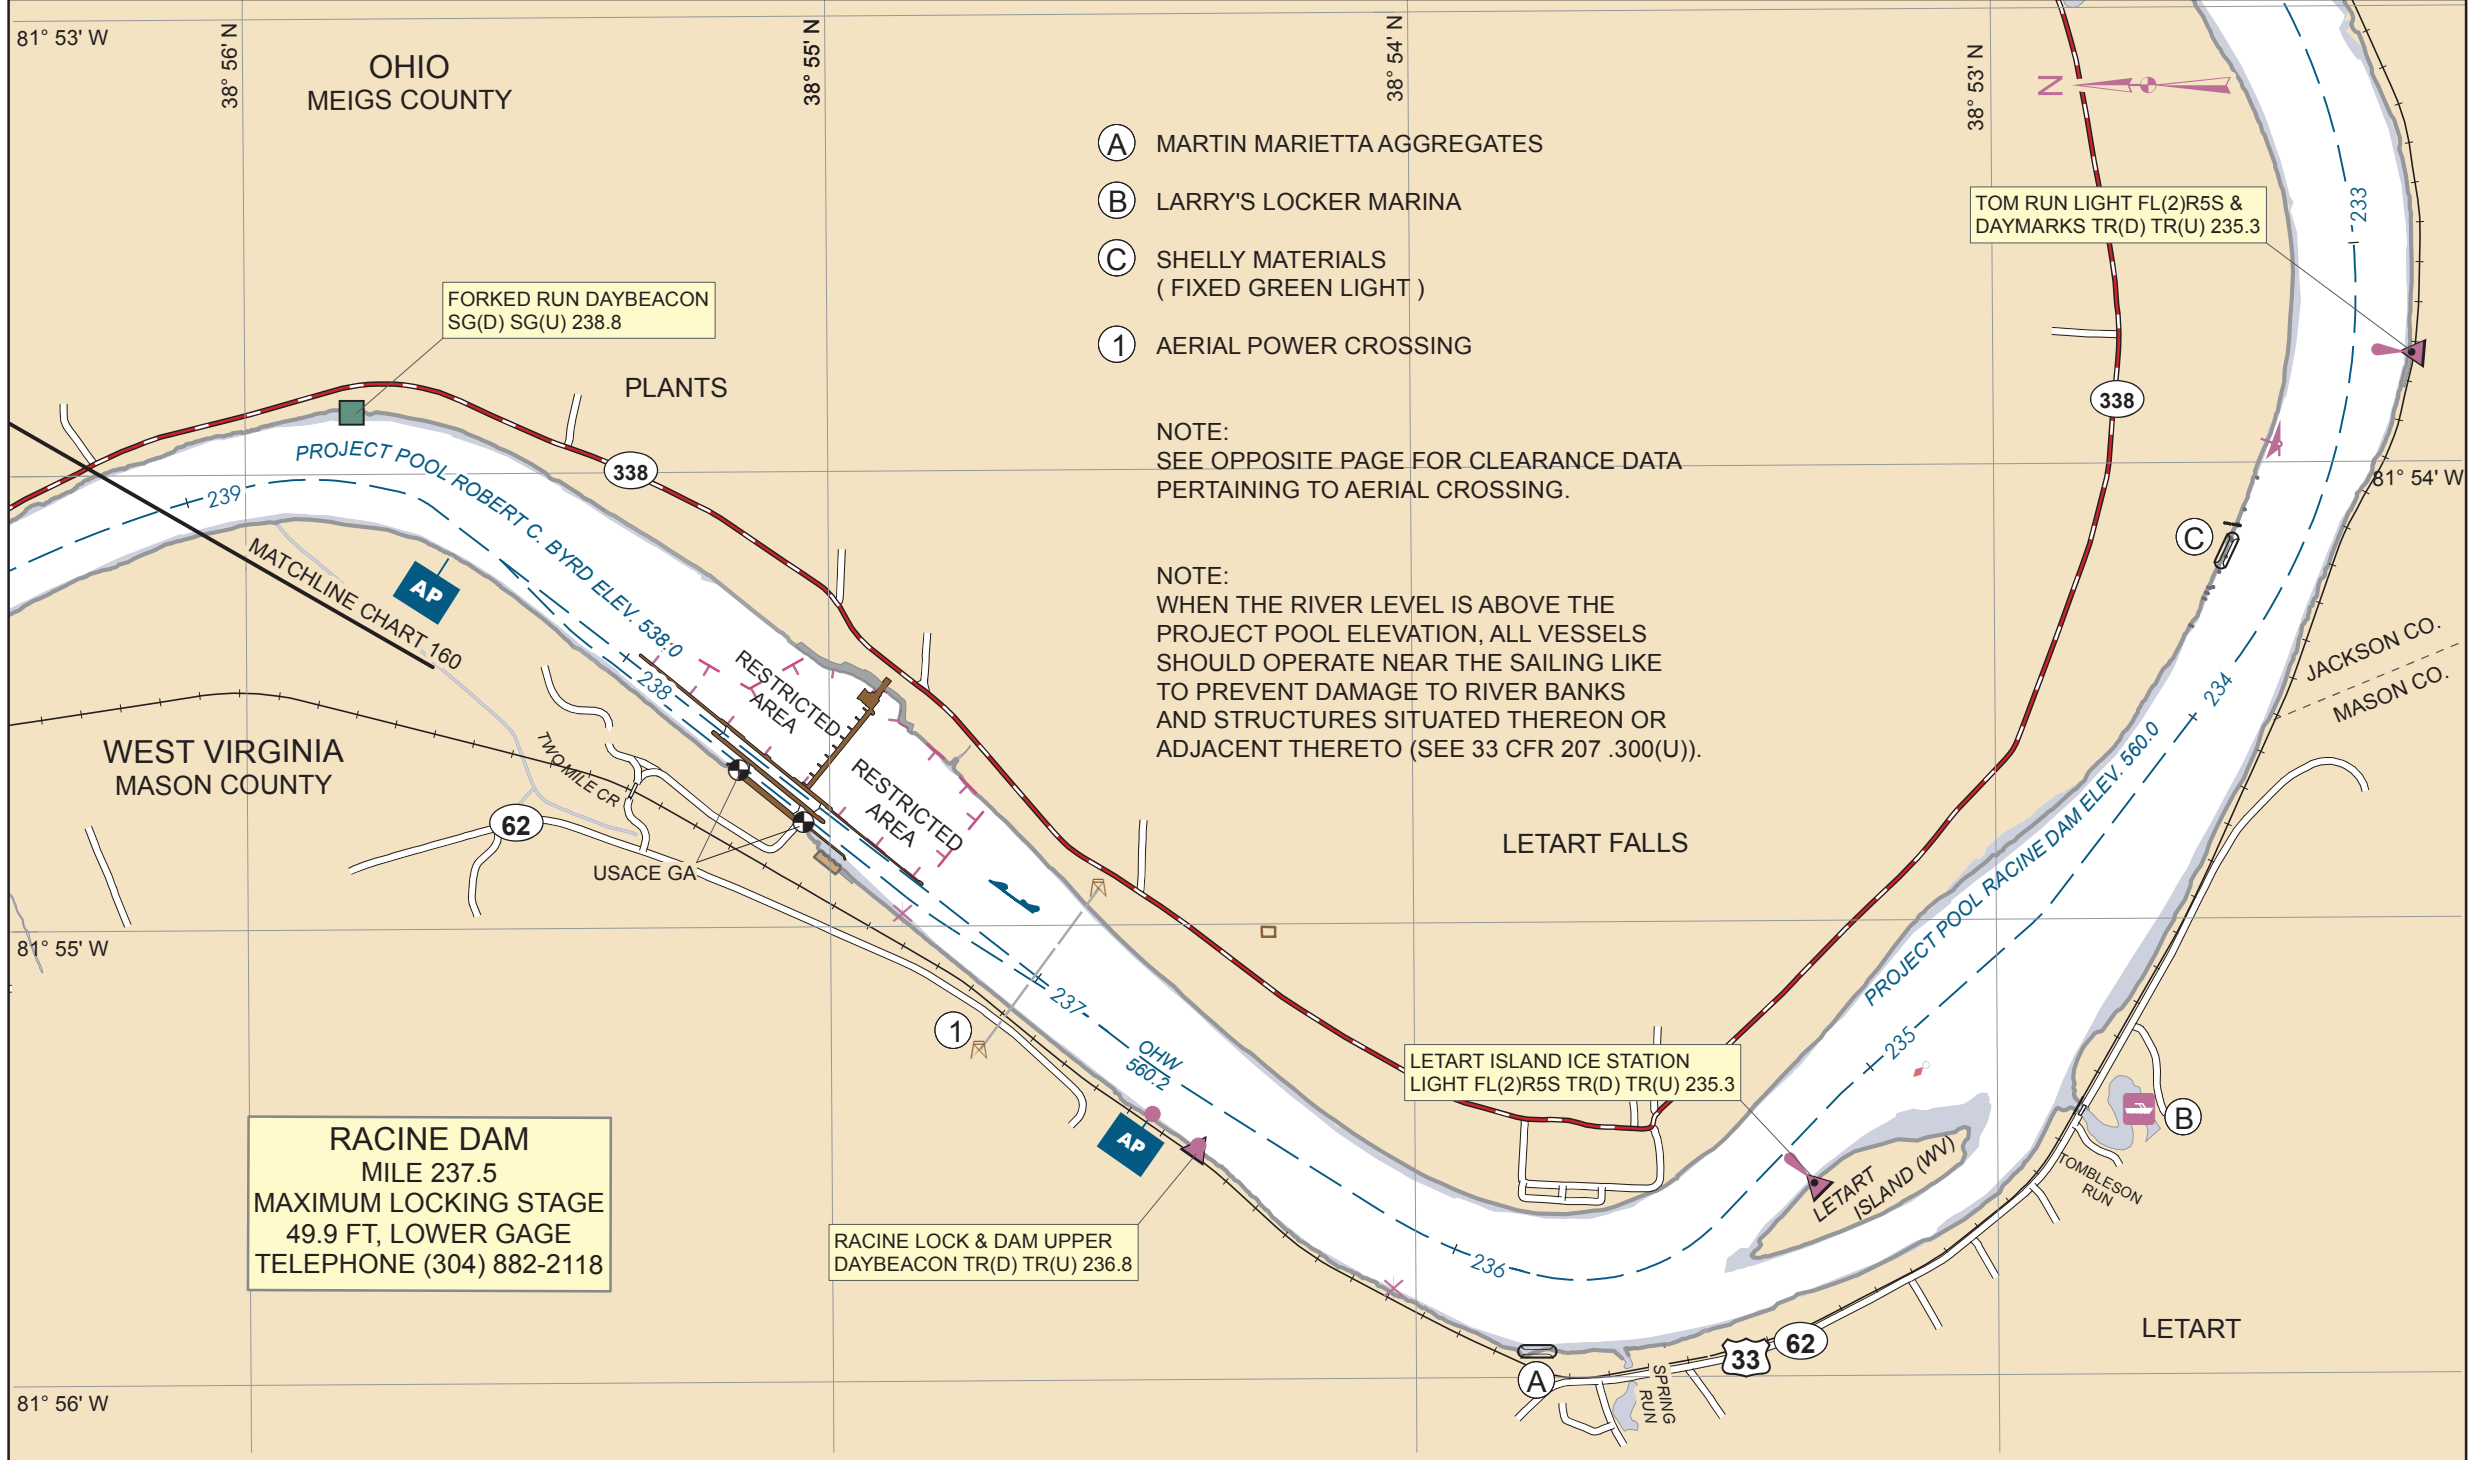 81° 53' W
38° 56' N
38° 55' N
38° 54' N
38° 53' N
OHIO
MEIGS COUNTY
N
A MARTIN MARIETTA AGGREGATES
B LARRY'S LOCKER MARINA
C SHELLY MATERIALS
( FIXED GREEN LIGHT )
1 AERIAL POWER CROSSING
NOTE:
SEE OPPOSITE PAGE FOR CLEARANCE DATA
PERTAINING TO AERIAL CROSSING.
NOTE:
WHEN THE RIVER LEVEL IS ABOVE THE
PROJECT POOL ELEVATION, ALL VESSELS
SHOULD OPERATE NEAR THE SAILING LIKE
TO PREVENT DAMAGE TO RIVER BANKS
AND STRUCTURES SITUATED THEREON OR
ADJACENT THERETO (SEE 33 CFR 207 .300(U)).
TOM RUN LIGHT FL(2)R5S &
DAYMARKS TR(D) TR(U) 235.3
233
338
81° 54' W
C
JACKSON CO.
MASON CO.
234
FORKED RUN DAYBEACON
SG(D) SG(U) 238.8
PLANTS
338
PROJECT POOL ROBERT C. BYRD ELEV. 538.0
239
MATCHLINE CHART 160
AP
238
RESTRICTED
AREA
RESTRICTED
AREA
WEST VIRGINIA
MASON COUNTY
TWO MILE CR
62
USACE GA
LETART FALLS
PROJECT POOL RACINE DAM ELEV. 560.0
81° 55' W
1
237
OHW
560.2
AP
LETART ISLAND ICE STATION
LIGHT FL(2)R5S TR(D) TR(U) 235.3
235
B
TOMBLESON
RUN
LETART
ISLAND (WV)
RACINE DAM
MILE 237.5
MAXIMUM LOCKING STAGE
49.9 FT, LOWER GAGE
TELEPHONE (304) 882-2118
RACINE LOCK & DAM UPPER
DAYBEACON TR(D) TR(U) 236.8
236
LETART
62
33
A
SPRING
RUN
81° 56' W